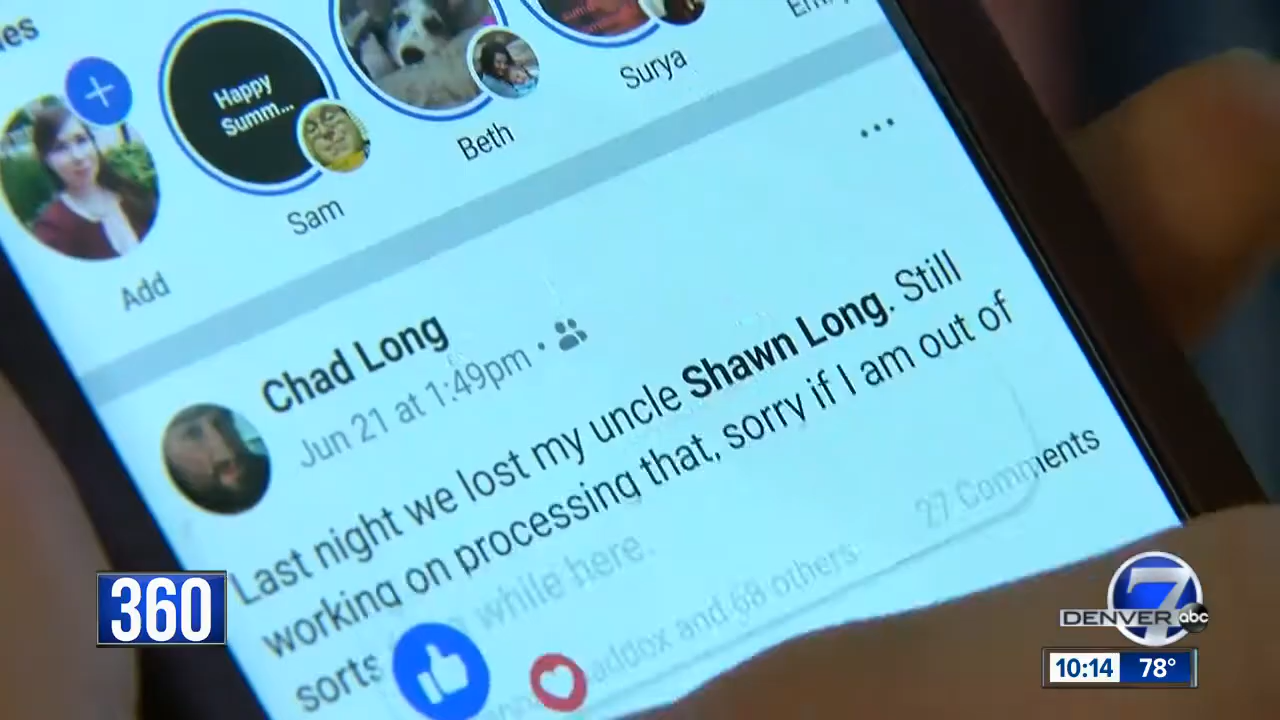 Happy
Summ...
Surya
Beth
Sam
Add
Chad Long
Jun 21 at 1:49pm
Last night we lost my uncle Shawn Long. Still
working on processing that, sorry if I am out of
sorts while here.
27 Comments
and 68 others
360
7
DENVER abc
10:14 78°